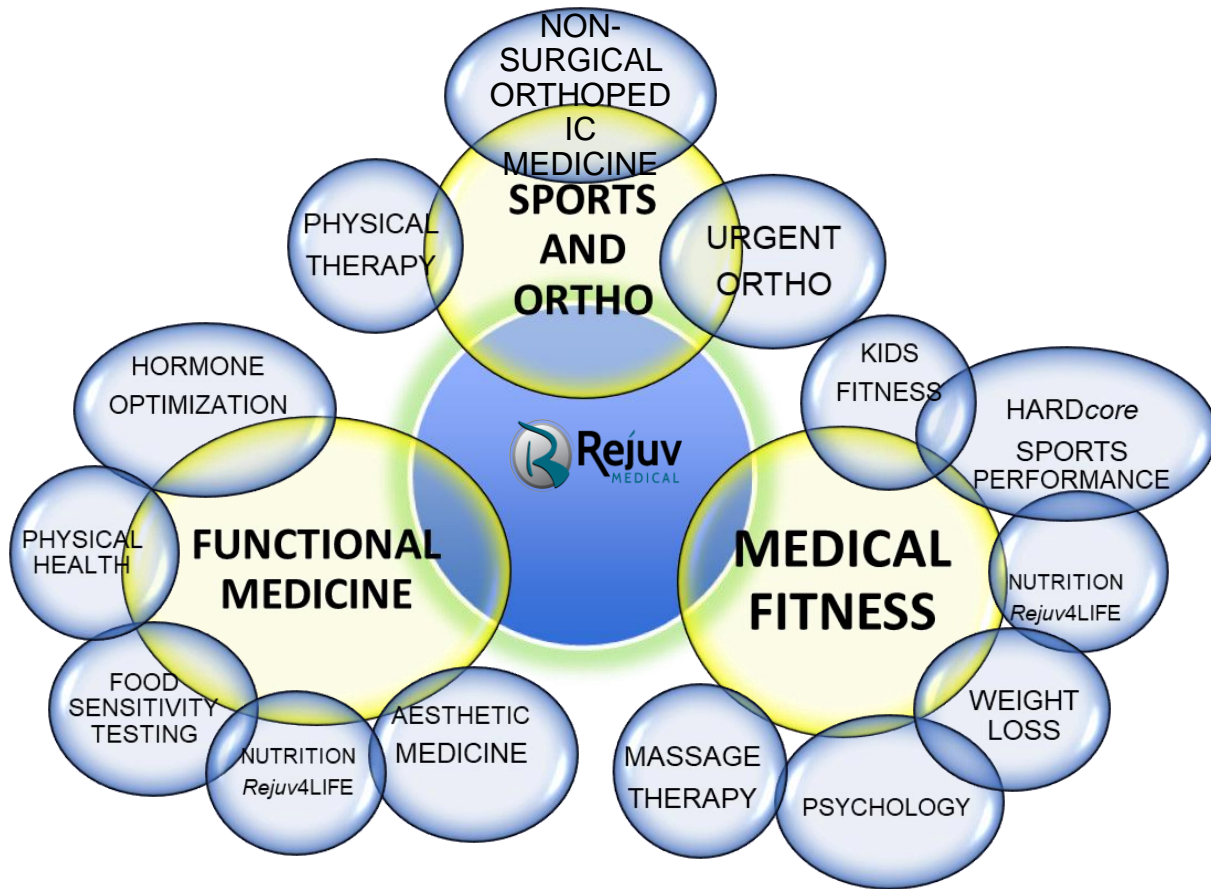 NON-
SURGICAL
ORTHOPED
IC
MEDICINE
SPORTS
AND
ORTHO
PHYSICAL
THERAPY
URGENT
ORTHO
KIDS
FITNESS
HARDcore
SPORTS
PERFORMANCE
HORMONE
OPTIMIZATION
Rejuv
MEDICAL
PHYSICAL
HEALTH
FUNCTIONAL
MEDICINE
MEDICAL
FITNESS
NUTRITION
Rejuv4LIFE
FOOD
SENSITIVITY
TESTING
NUTRITION
Rejuv4LIFE
AESTHETIC
MEDICINE
MASSAGE
THERAPY
PSYCHOLOGY
WEIGHT
LOSS